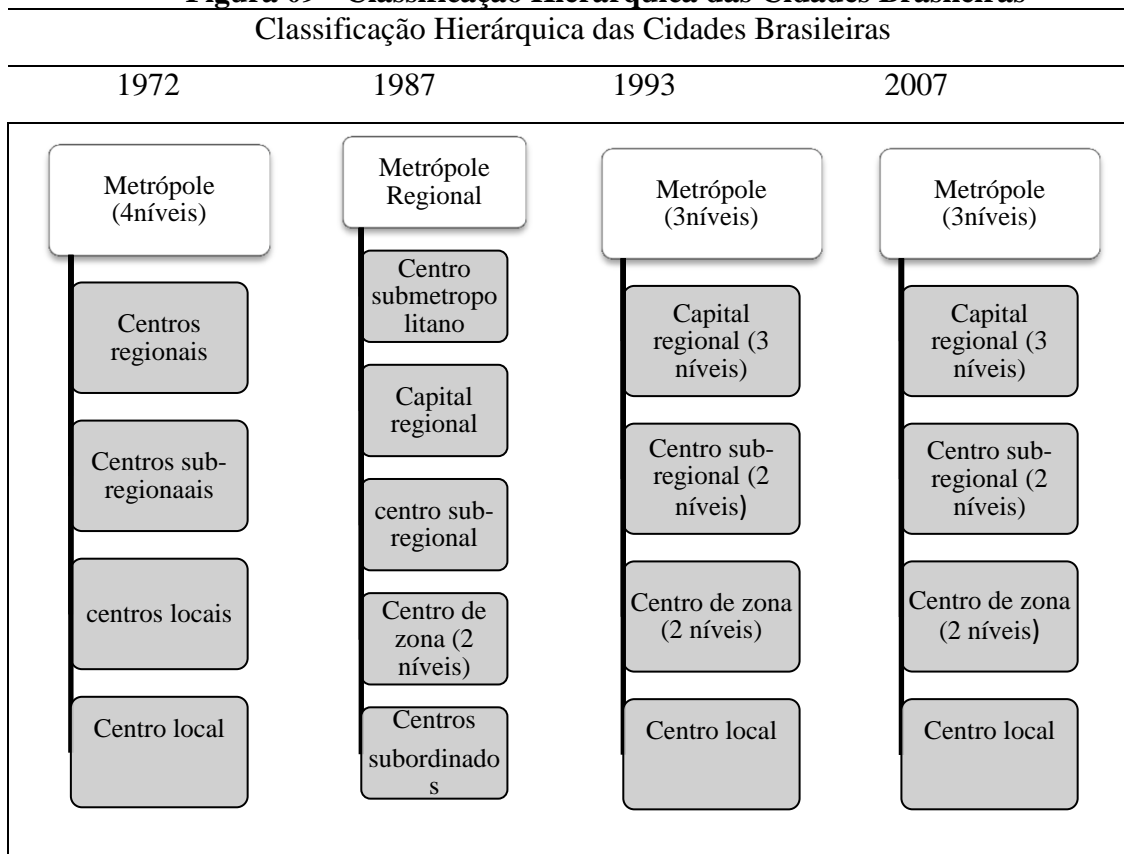 Figura 09 - Classificação Hierárquica das Cidades Brasileiras
Classificação Hierárquica das Cidades Brasileiras
1972
1987
1993
2007
Metrópole
(4níveis)
Centros
regionais
Centros sub-
regionaais
centros locais
Centro local
Metrópole
Regional
Centro
submetropo
litano
Capital
regional
centro sub-
regional
Centro de
zona (2
níveis)
Centros
subordinado
s
Metrópole
(3níveis)
Capital
regional (3
níveis)
Centro sub-
regional (2
níveis)
Centro de zona
(2 níveis)
Centro local
Metrópole
(3níveis)
Capital
regional (3
níveis)
Centro sub-
regional (2
níveis)
Centro de zona
(2 níveis)
Centro local